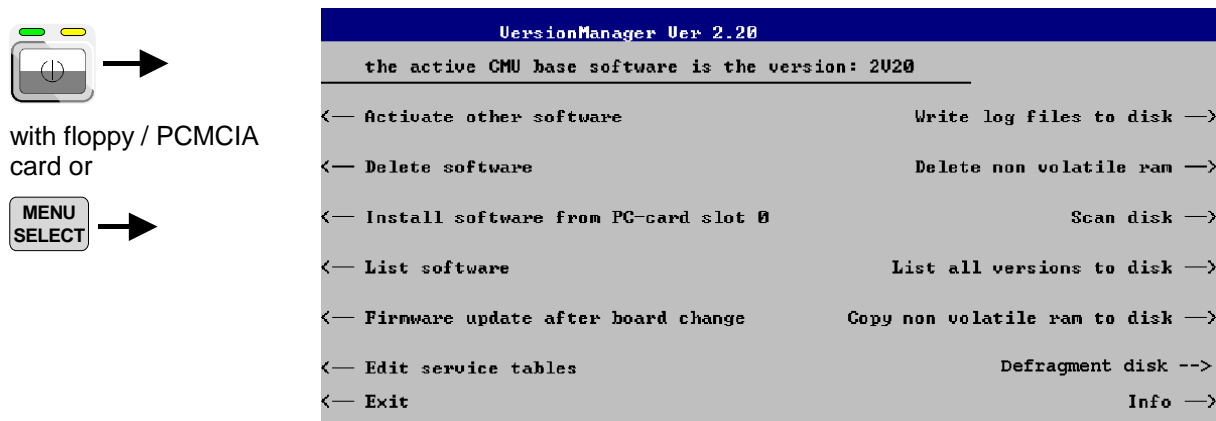 VersionManager Ver 2.20
the active CMU base software is the version: 2V20
<— Activate other software Write log files to disk —>
with floppy / PCMCIA
card or
<— Delete software Delete non volatile ram —>
MENU
SELECT
<— Install software from PC-card slot 0 Scan disk —>
<— List software List all versions to disk —>
<— Firmware update after board change Copy non volatile ram to disk —>
<— Edit service tables Defragment disk -->
<— Exit Info —>